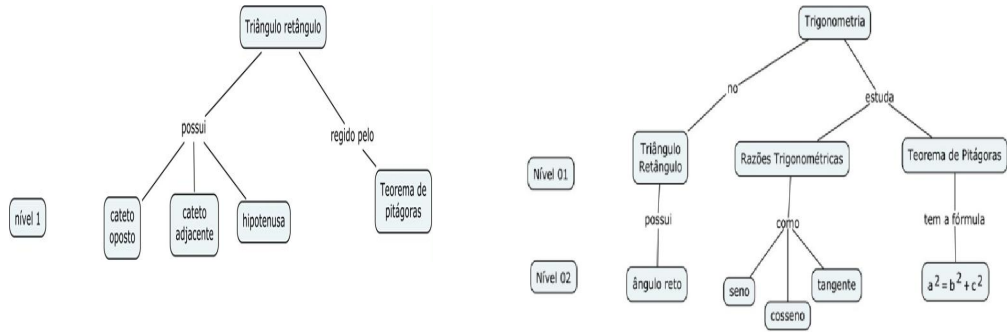 Triângulo retângulo
possui
regido pelo
nível 1
cateto
oposto
cateto
adjacente
hipotenusa
Teorema de
pitágoras
Trigonometria
no
estuda
Nível 01
Triângulo
Retângulo
Razões Trigonométricas
Teorema de Pitágoras
possui
como
tem a fórmula
Nível 02
ângulo reto
seno
cosseno
tangente
a² = b² + c²